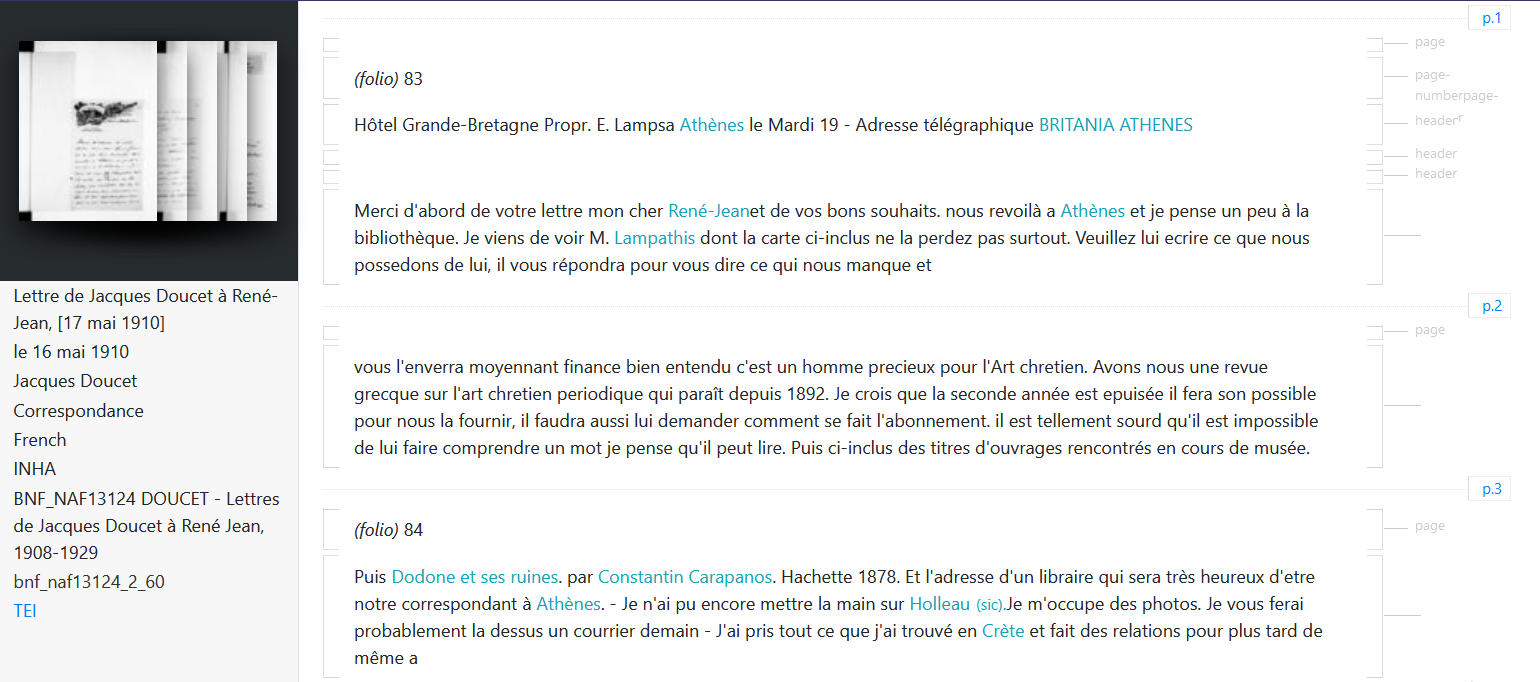 Lettre de Jacques Doucet à René-
Jean, [17 mai 1910]
le 16 mai 1910
Jacques Doucet
Correspondance
French
INHA
BNF_NAF13124 DOUCET - Lettres
de Jacques Doucet à René Jean,
1908-1929
bnf_naf13124_2_60
TEI
p.1
page
(folio) 83
page-
numberpage-
Hôtel Grande-Bretagne Propr. E. Lampsa Athènes le Mardi 19 - Adresse télégraphique BRITANIA ATHENES
headerr
header
header
Merci d'abord de votre lettre mon cher René-Jeanet de vos bons souhaits. nous revoilà a Athènes et je pense un peu à la
bibliothèque. Je viens de voir M. Lampathis dont la carte ci-inclus ne la perdez pas surtout. Veuillez lui ecrire ce que nous
possedons de lui, il vous répondra pour vous dire ce qui nous manque et
p.2
page
vous l'enverra moyennant finance bien entendu c'est un homme precieux pour l'Art chretien. Avons nous une revue
grecque sur l'art chretien periodique qui paraît depuis 1892. Je crois que la seconde année est epuisée il fera son possible
pour nous la fournir, il faudra aussi lui demander comment se fait l'abonnement. il est tellement sourd qu'il est impossible
de lui faire comprendre un mot je pense qu'il peut lire. Puis ci-inclus des titres d'ouvrages rencontrés en cours de musée.
p.3
page
(folio) 84
Puis Dodone et ses ruines. par Constantin Carapanos. Hachette 1878. Et l'adresse d'un libraire qui sera très heureux d'etre
notre correspondant à Athènes. - Je n'ai pu encore mettre la main sur Holleau (sic).Je m'occupe des photos. Je vous ferai
probablement la dessus un courrier demain - J'ai pris tout ce que j'ai trouvé en Crète et fait des relations pour plus tard de
même a